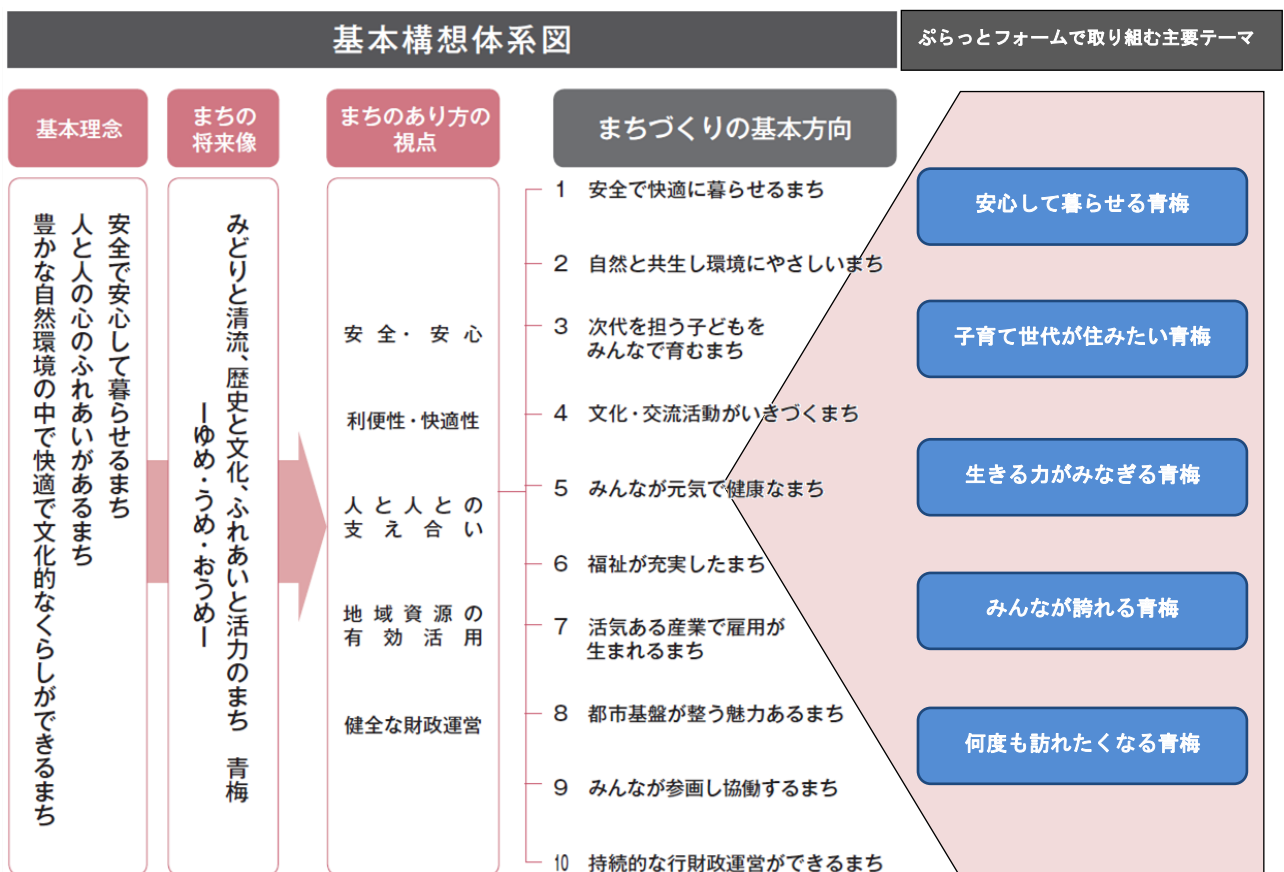 基本構想体系図
ぷらっとフォームで取り組む主要テーマ
基本理念
まちの
将来像
まちのあり方の
視点
まちづくりの基本方向
安全で安心して暮らせるまち
人と人の心のふれあいがあるまち
豊かな自然環境の中で快適で文化的なくらしができるまち
みどりと清流、歴史と文化、ふれあいと活力のまち 青梅
ーゆめ・うめ・おうめー
安全・安心
利便性・快適性
人と人との
支え合い
地域資源の
有効活用
健全な財政運営
1 安全で快適に暮らせるまち
2 自然と共生し環境にやさしいまち
3 次代を担う子どもを
みんなで育むまち
4 文化・交流活動がいきづくまち
5 みんなが元気で健康なまち
6 福祉が充実したまち
7 活気ある産業で雇用が
生まれるまち
8 都市基盤が整う魅力あるまち
9 みんなが参画し協働するまち
10 持続的な行財政運営ができるまち
安心して暮らせる青梅
子育て世代が住みたい青梅
生きる力がみなぎる青梅
みんなが誇れる青梅
何度も訪れたくなる青梅